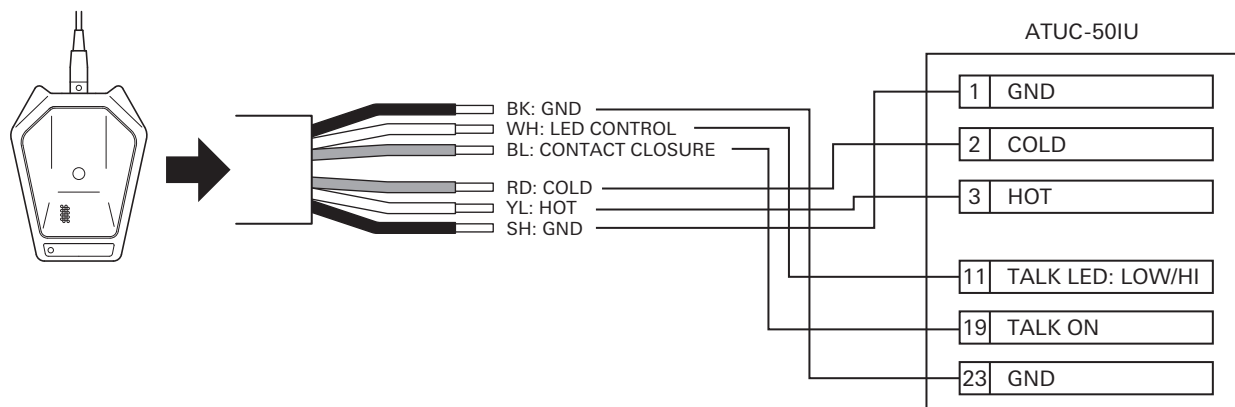 ATUC-50IU
BK: GND
WH: LED CONTROL
BL: CONTACT CLOSURE
RD: COLD
YL: HOT
SH: GND
1 GND
2 COLD
3 HOT
11 TALK LED: LOW/HI
19 TALK ON
23 GND